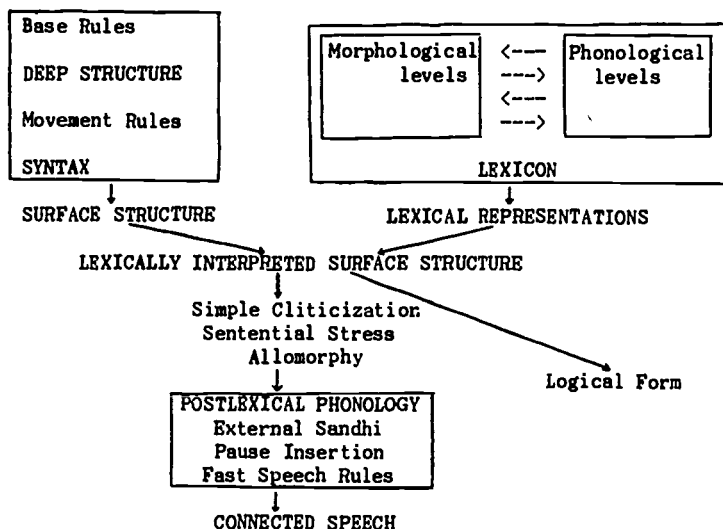 Base Rules
DEEP STRUCTURE
Movement Rules
SYNTAX
Morphological
levels
<---
--->
<---
--->
Phonological
levels
LEXICON
SURFACE STRUCTURE
LEXICAL REPRESENTATIONS
LEXICALLY INTERPRETED SURFACE STRUCTURE
Simple Cliticization
Sentential Stress
Allomorphy
Logical Form
POSTLEXICAL PHONOLOGY
External Sandhi
Pause Insertion
Fast Speech Rules
CONNECTED SPEECH